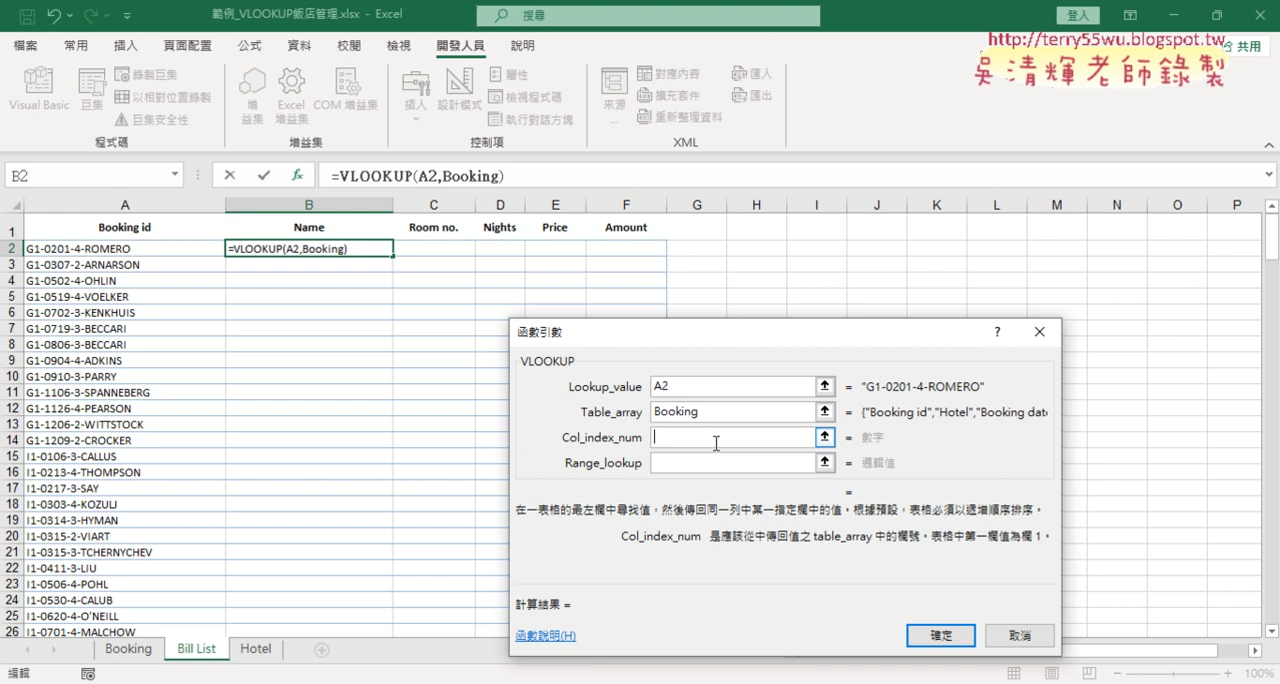 範例_VLOOKUP飯店管理.xlsx - Excel
搜尋
登入
檔案 常用 插入 頁面配置 公式 資料 校閱 檢視 開發人員 說明
共用
http://terry55wu.blogspot.tw
吳清輝老師錄製
Visual Basic 巨集 錄製巨集 以相對位置錄製 巨集安全性
增益集 Excel 增益集 COM 增益集
插入 設計模式 屬性 檢視程式碼 執行對話方塊
來源 ... 對應內容 擴充套件 重新整理資料 匯入 匯出
程式碼 增益集 控制項 XML
B2 fx =VLOOKUP(A2,Booking)
A B C D E F G H I J K L M N O P
1 Booking id Name Room no. Nights Price Amount
2 G1-0201-4-ROMERO =VLOOKUP(A2,Booking)
3 G1-0307-2-ARNARSON
4 G1-0502-4-OHLIN
5 G1-0519-4-VOELKER
6 G1-0702-3-KENKHUIS
7 G1-0719-3-BECCARI
8 G1-0806-3-BECCARI
9 G1-0904-4-ADKINS
10 G1-0910-3-PARRY
11 G1-1106-3-SPANNEBERG
12 G1-1126-4-PEARSON
13 G1-1206-2-WITTSTOCK
14 G1-1209-2-CROCKER
15 I1-0106-3-CALLUS
16 I1-0213-4-THOMPSON
17 I1-0217-3-SAY
18 I1-0303-4-KOZULJ
19 I1-0314-3-HYMAN
20 I1-0315-2-VIART
21 I1-0315-3-TCHERNYCHEV
22 I1-0411-3-LIU
23 I1-0506-4-POHL
24 I1-0530-4-CALUB
25 I1-0620-4-O'NEILL
26 I1-0701-4-MALCHOW
函數引數 ?
VLOOKUP
Lookup_value A2 = "G1-0201-4-ROMERO"
Table_array Booking = {"Booking id","Hotel","Booking date
Col_index_num = 數字
Range_lookup = 邏輯值
=
在一表格的最左欄中尋找值，然後傳回同一列中某一指定欄中的值。根據預設，表格必須以遞增順序排序。
Col_index_num 是應該從中傳回值之 table_array 中的欄號。表格中第一欄值為欄 1。
計算結果 =
函數說明(H) 確定 取消
Booking Bill List Hotel
編輯 100%